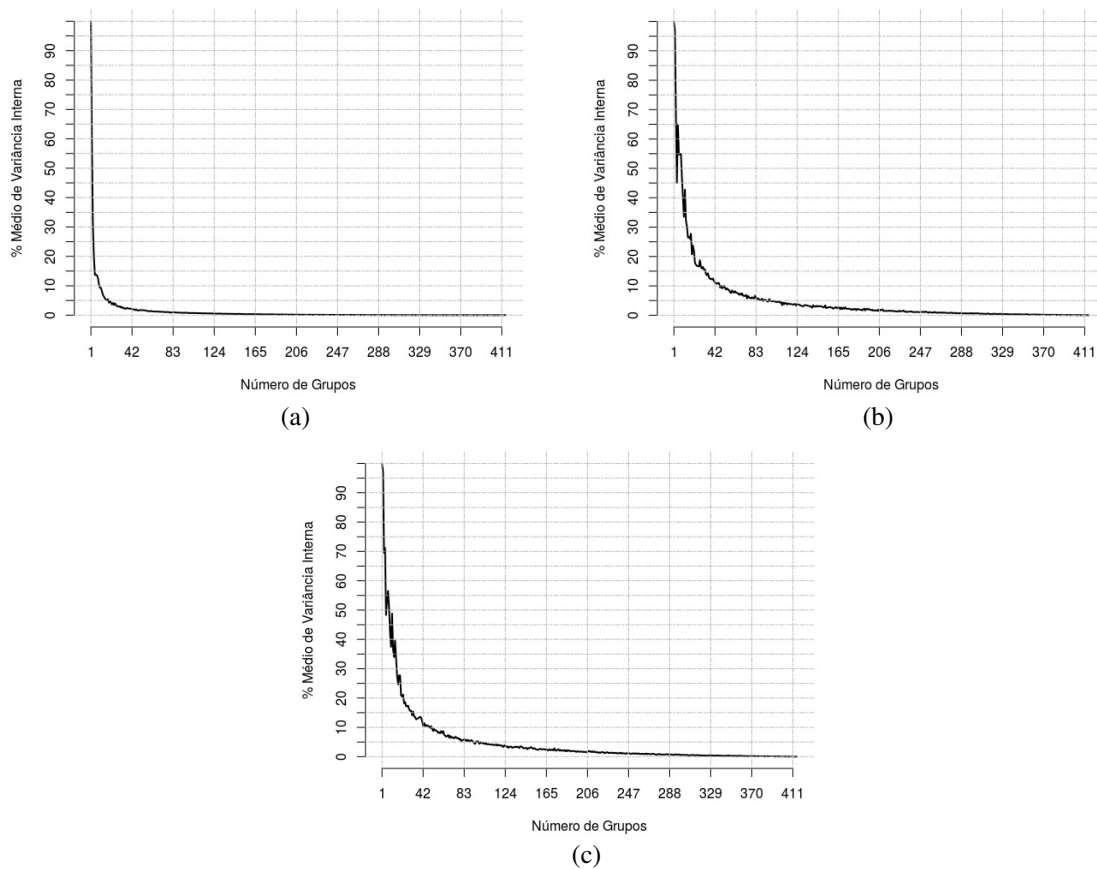 % Médio de Variância Interna
0 10 20 30 40 50 60 70 80 90
1 42 83 124 165 206 247 288 329 370 411
Número de Grupos
(a)
% Médio de Variância Interna
0 10 20 30 40 50 60 70 80 90
1 42 83 124 165 206 247 288 329 370 411
Número de Grupos
(b)
% Médio de Variância Interna
0 10 20 30 40 50 60 70 80 90
1 42 83 124 165 206 247 288 329 370 411
Número de Grupos
(c)